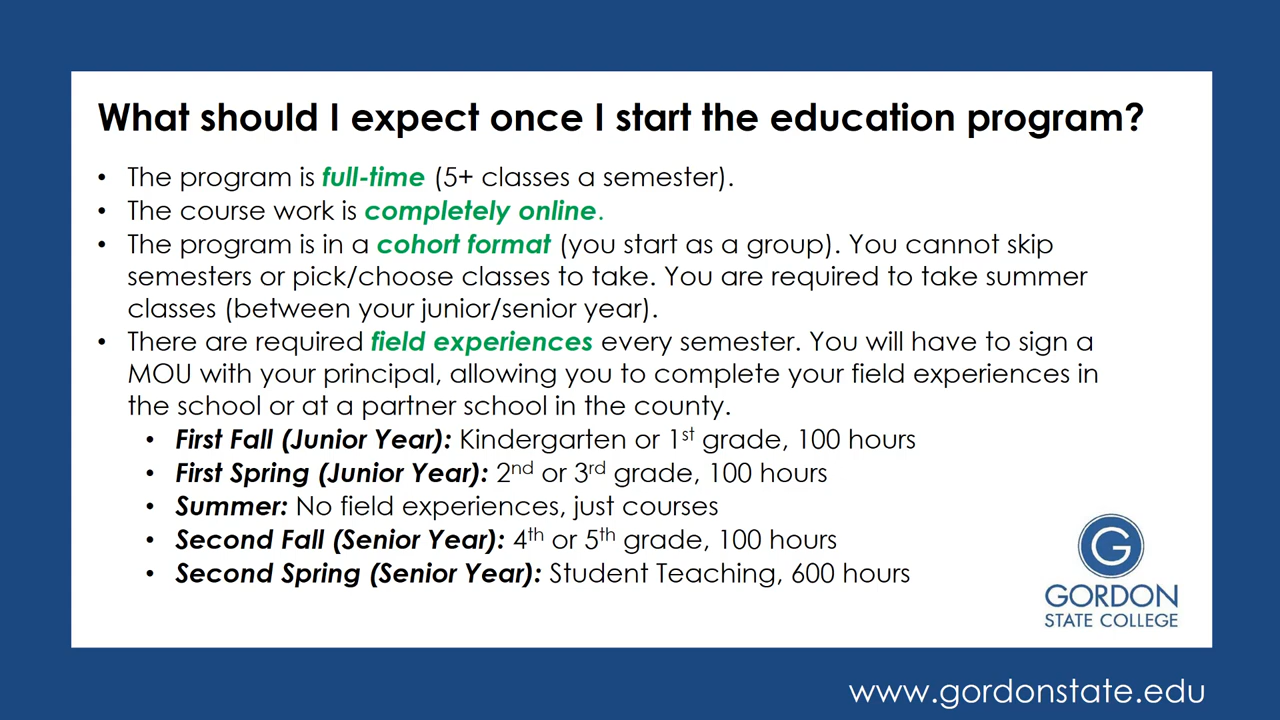 What should I expect once I start the education program?
• The program is full-time (5+ classes a semester).
• The course work is completely online.
• The program is in a cohort format (you start as a group). You cannot skip
semesters or pick/choose classes to take. You are required to take summer
classes (between your junior/senior year).
• There are required field experiences every semester. You will have to sign a
MOU with your principal, allowing you to complete your field experiences in
the school or at a partner school in the county.
• First Fall (Junior Year): Kindergarten or 1st grade, 100 hours
• First Spring (Junior Year): 2nd or 3rd grade, 100 hours
• Summer: No field experiences, just courses
• Second Fall (Senior Year): 4th or 5th grade, 100 hours
• Second Spring (Senior Year): Student Teaching, 600 hours
G
GORDON
STATE COLLEGE
www.gordonstate.edu